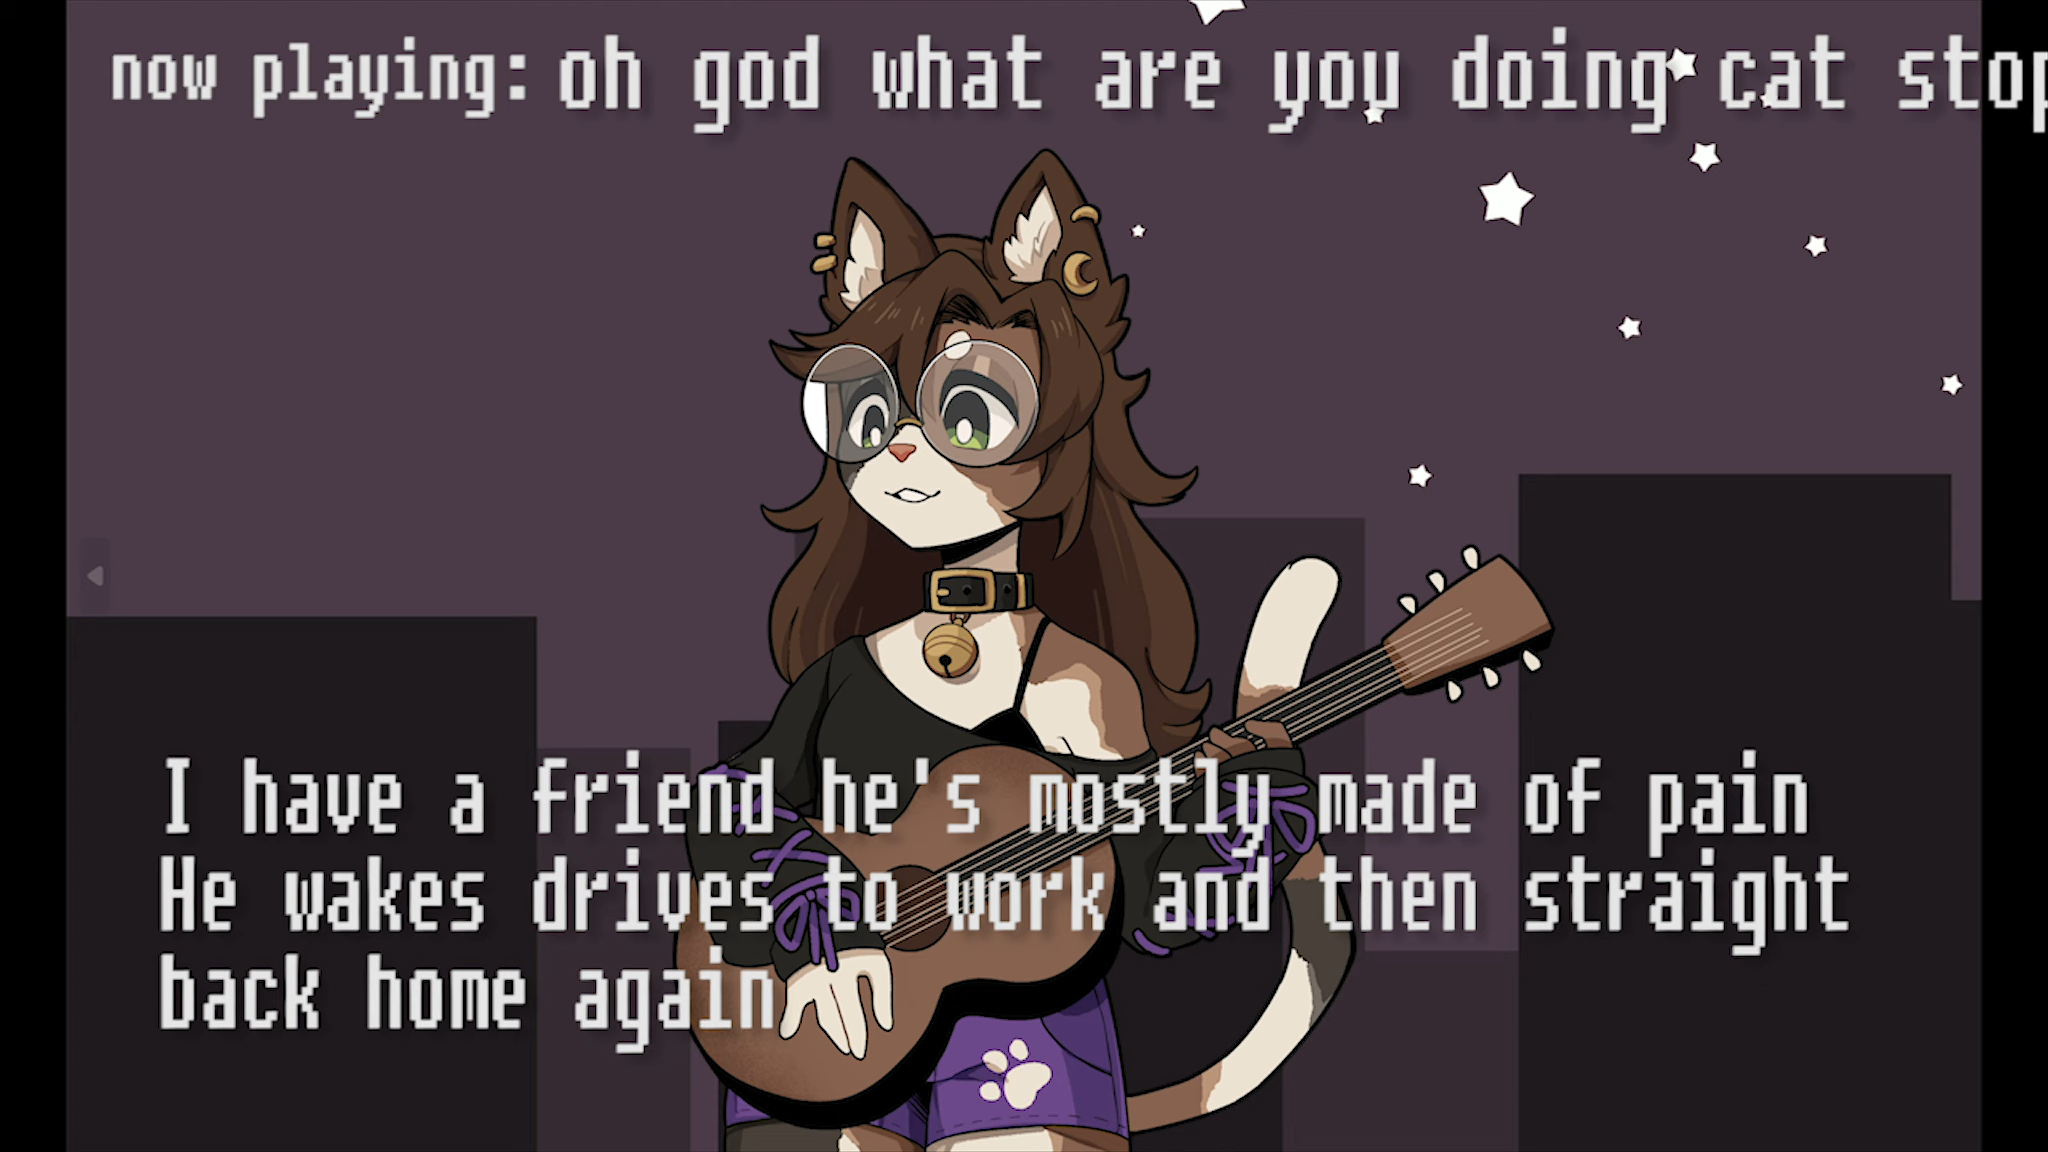 now playing: oh god what are you doing cat stop
I have a friend he's mostly made of pain
He wakes drives to work and then straight
back home again